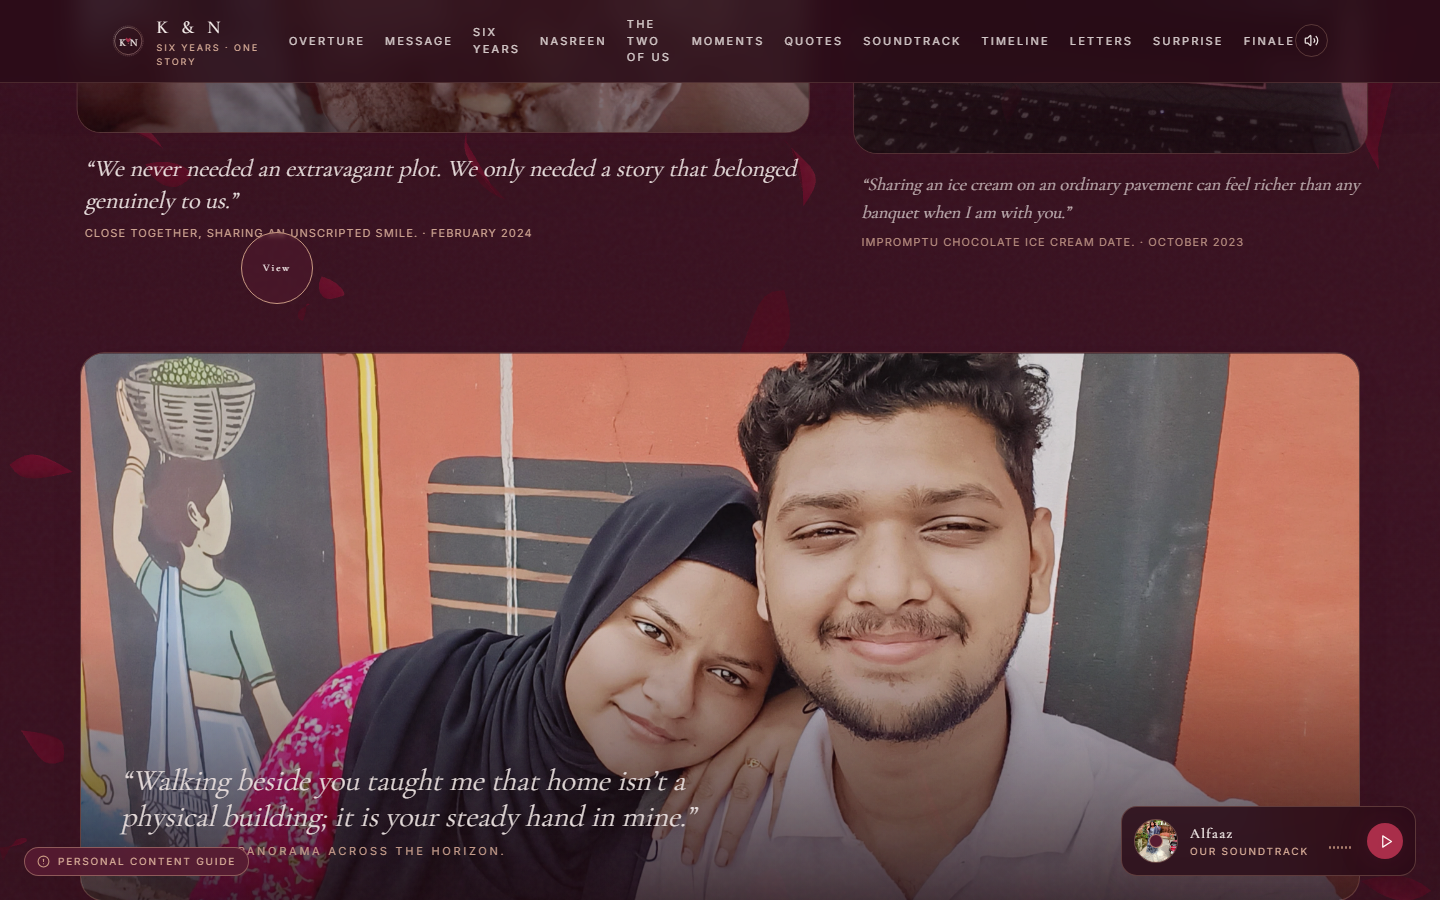 K N
K & N
SIX YEARS · ONE
STORY
OVERTURE
MESSAGE
SIX
YEARS
NASREEN
THE
TWO
OF US
MOMENTS
QUOTES
SOUNDTRACK
TIMELINE
LETTERS
SURPRISE
FINALE
“We never needed an extravagant plot. We only needed a story that belonged
genuinely to us.”
CLOSE TOGETHER, SHARING AN UNSCRIPTED SMILE. · FEBRUARY 2024
View
“Sharing an ice cream on an ordinary pavement can feel richer than any
banquet when I am with you.”
IMPROMPTU CHOCOLATE ICE CREAM DATE. · OCTOBER 2023
“Walking beside you taught me that home isn’t a
physical building; it is your steady hand in mine.”
ACROSS THE HORIZON.
PERSONAL CONTENT GUIDE
Alfaaz
OUR SOUNDTRACK